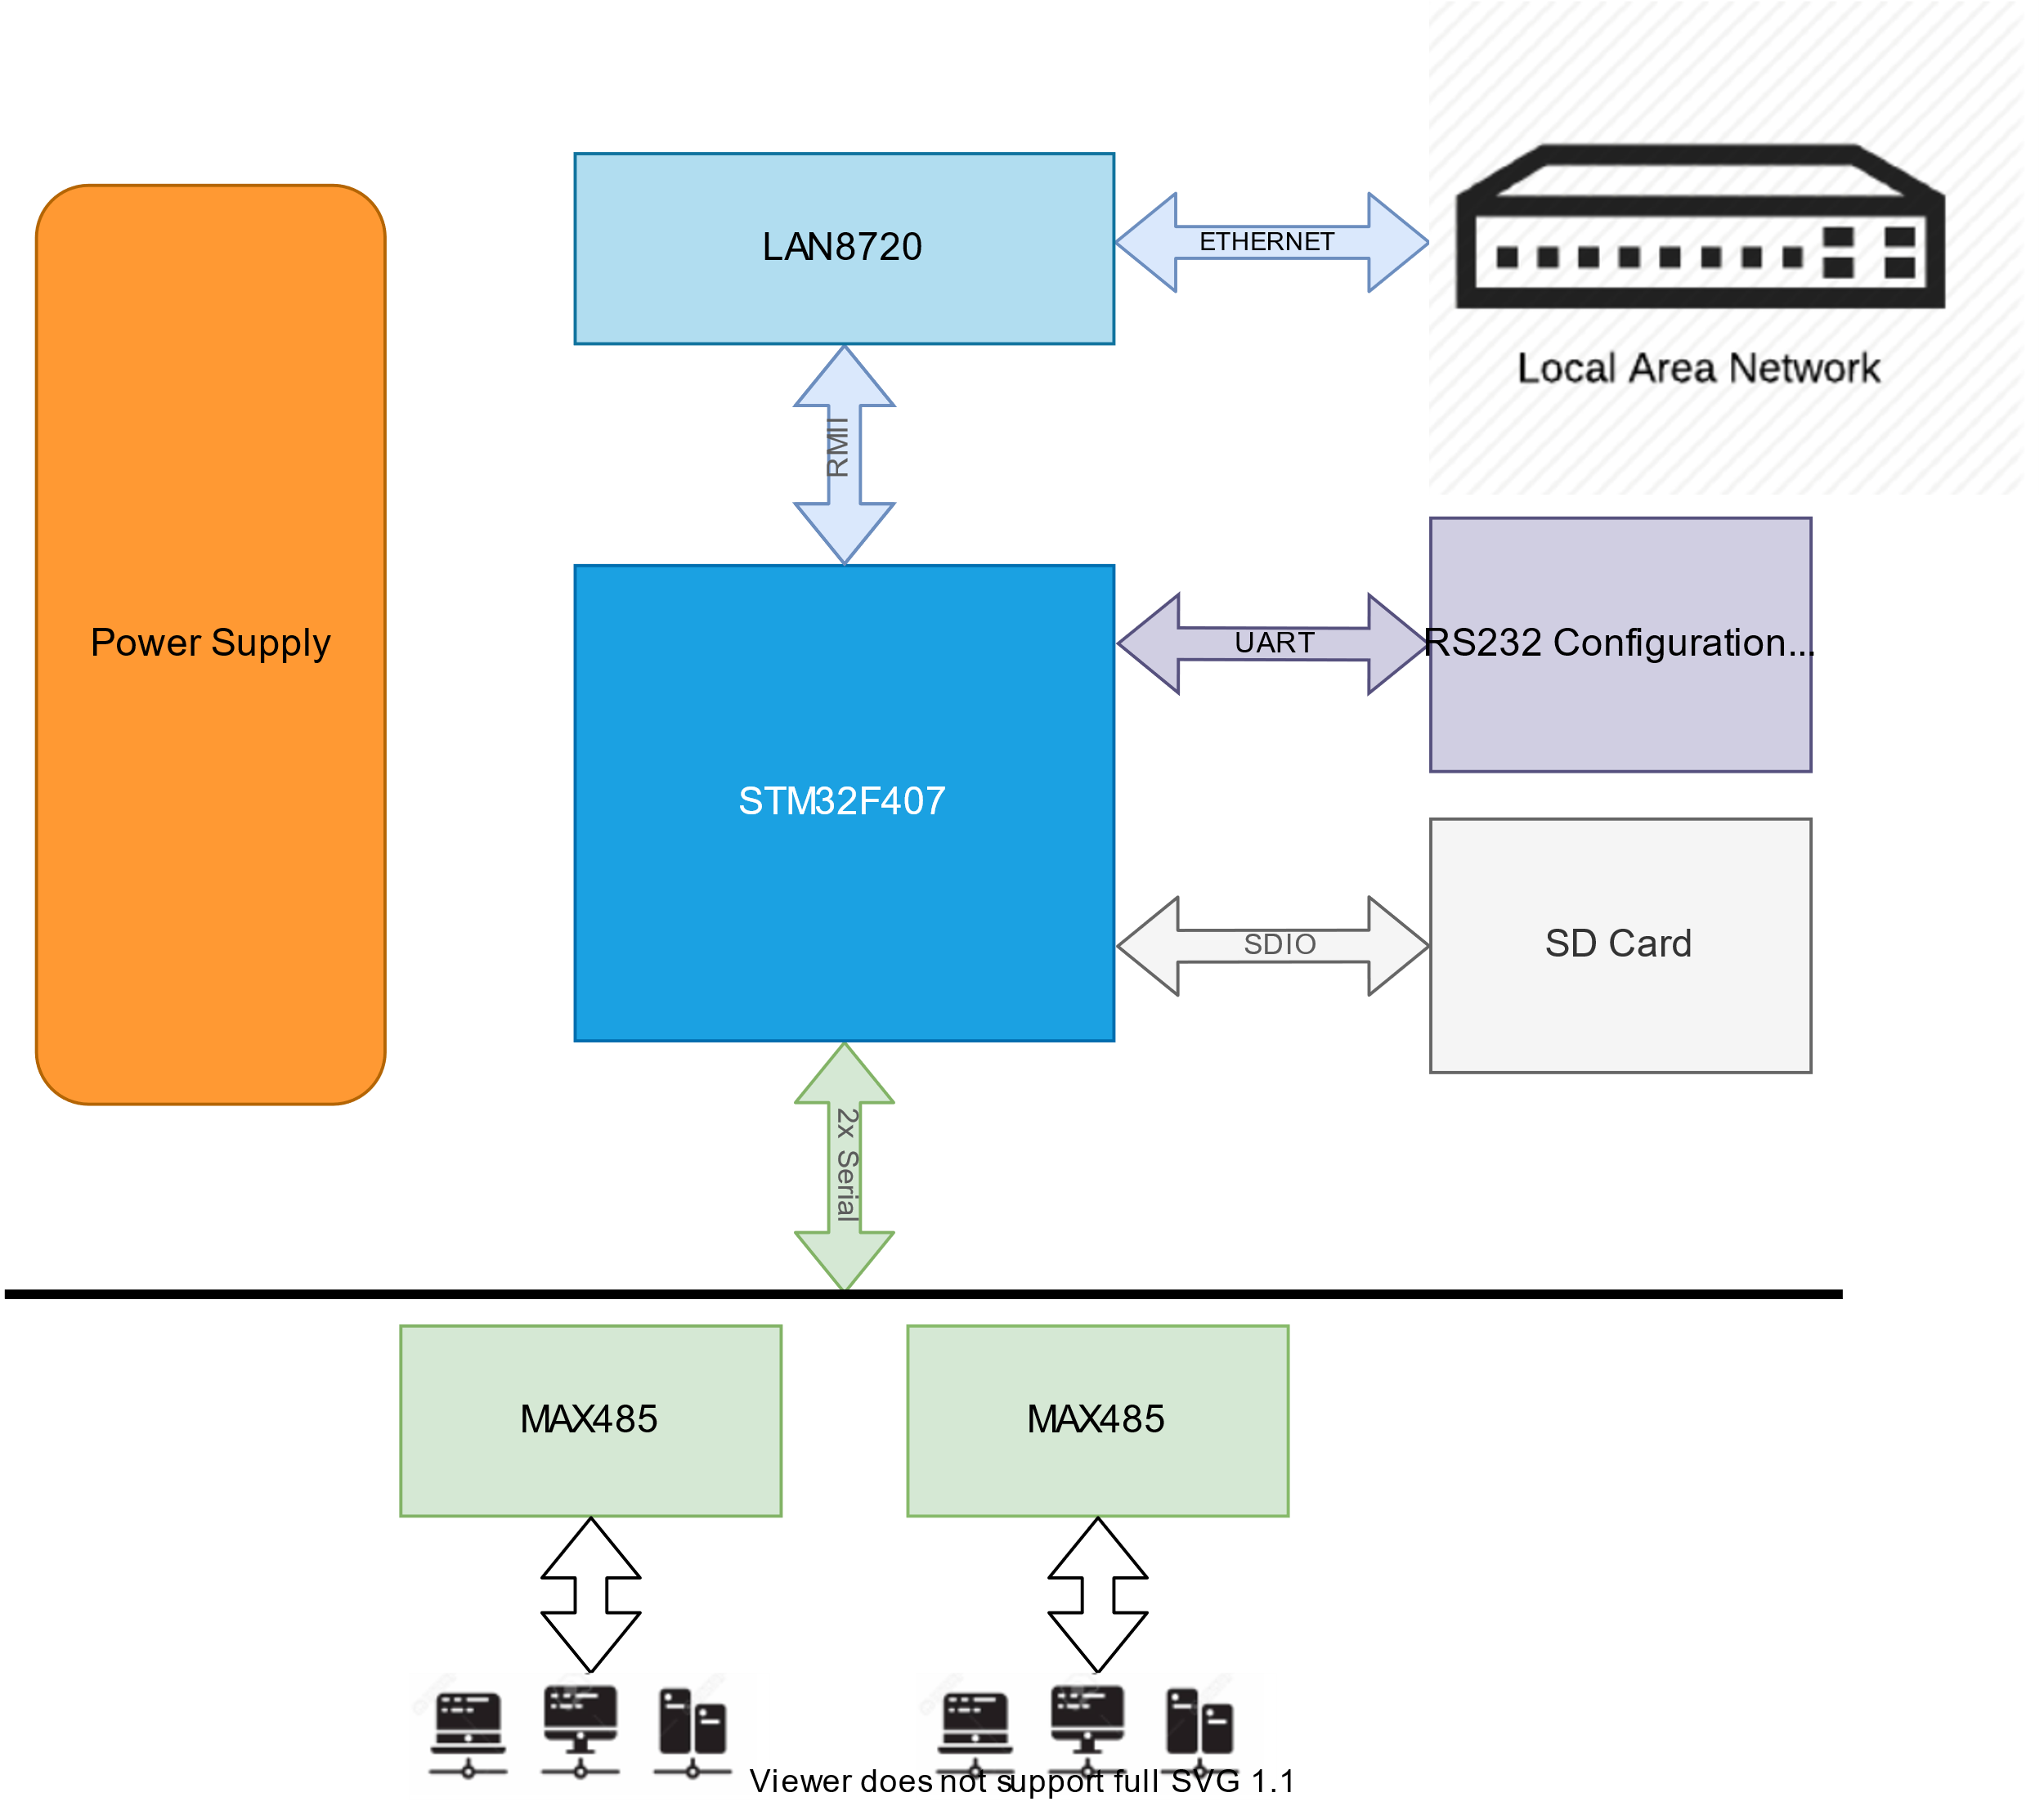 LAN8720
ETHERNET
Local Area Network
RMII
Power Supply
UART
RS232 Configuration...
STM32F407
SDIO
SD Card
2x Serial
MAX485
MAX485
Viewer does not support full SVG 1.1